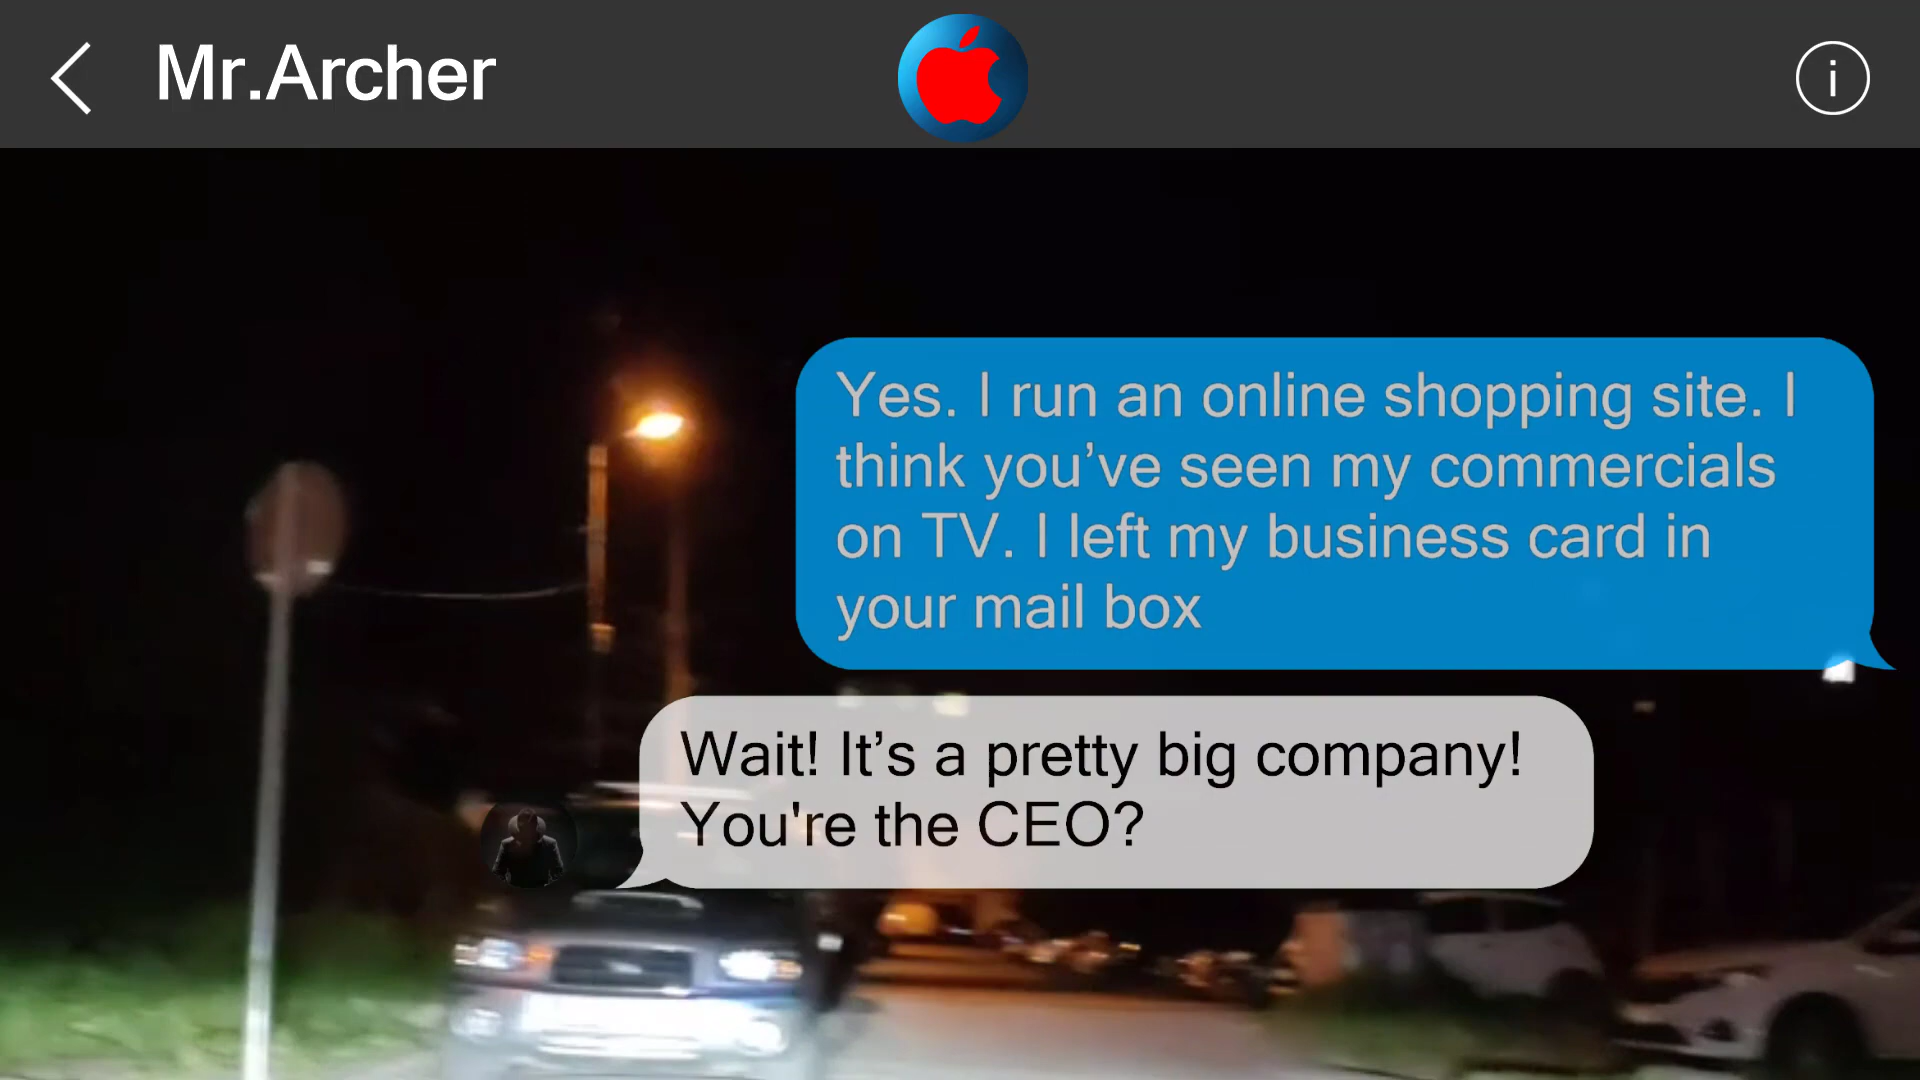 Mr.Archer
i
Yes. I run an online shopping site. I
think you’ve seen my commercials
on TV. I left my business card in
your mail box
Wait! It’s a pretty big company!
You're the CEO?